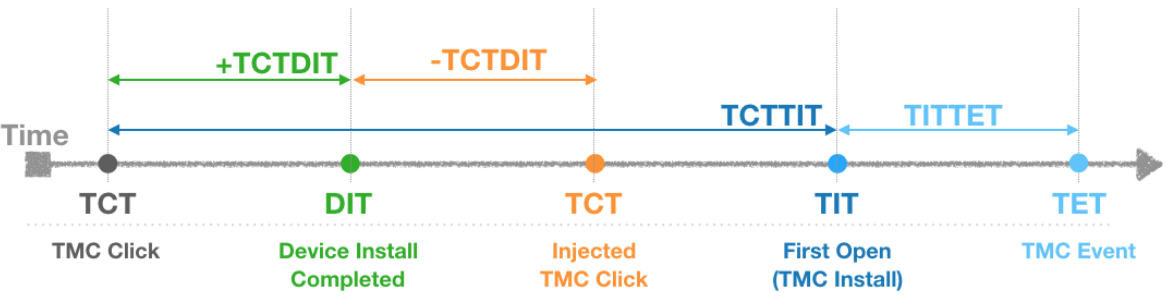 +TCTDIT -TCTDIT
TCTTIT TITTET
Time
TCT DIT TCT TIT TET
TMC Click Device Install Injected First Open TMC Event
Completed TMC Click (TMC Install)